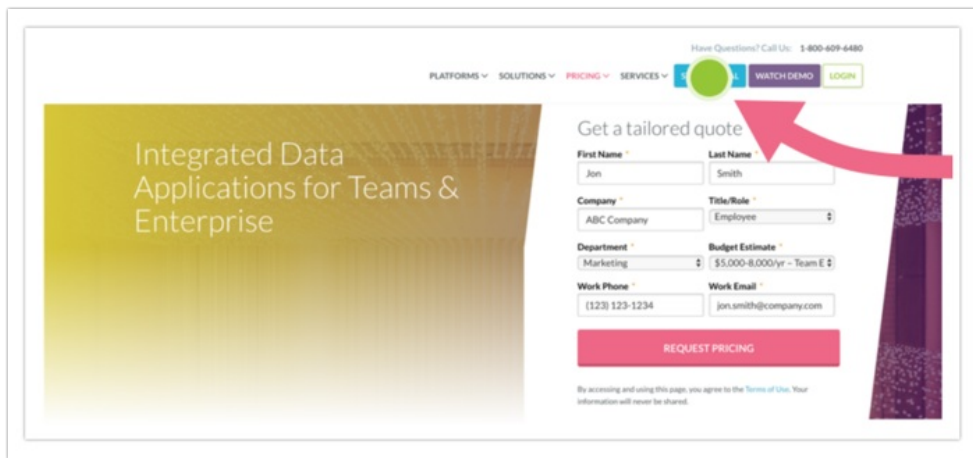 Have Questions? Call Us: 1-800-609-6480
PLATFORMS SOLUTIONS PRICING SERVICES WATCH DEMO LOGIN
Integrated Data
Applications for Teams &
Enterprise
Get a tailored quote
First Name * Last Name *
Jon Smith
Company * Title/Role *
ABC Company Employee
Department * Budget Estimate *
Marketing $5,000-8,000/yr – Team E
Work Phone * Work Email *
(123) 123-1234 jon.smith@company.com
REQUEST PRICING
By accessing and using this page, you agree to the Terms of Use. Your
information will never be shared.